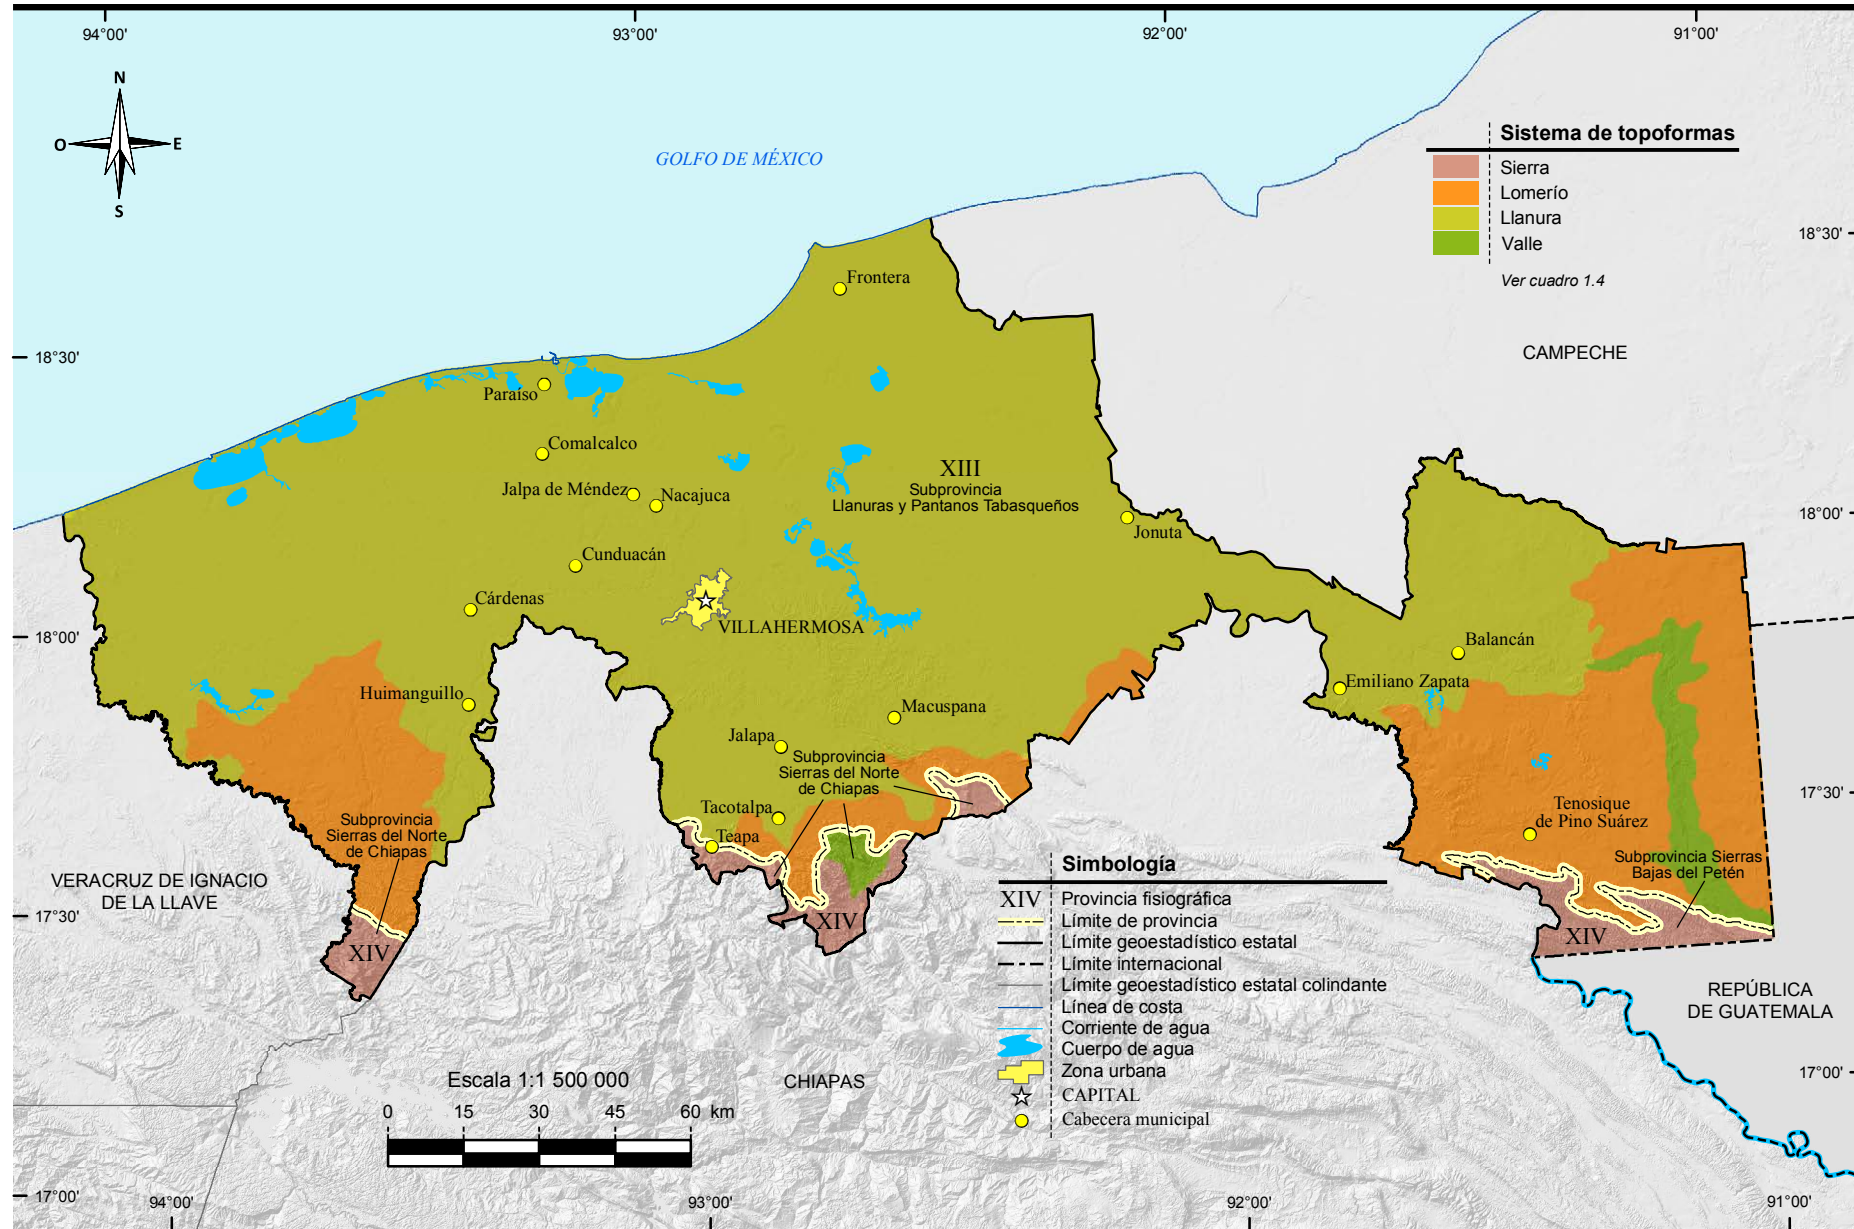 94°00'
93°00'
92°00'
91°00'
N
O
E
S
GOLFO DE MÉXICO
Sistema de topoformas
Sierra
Lomerío
Llanura
Valle
Ver cuadro 1.4
18°30'
18°30'
CAMPECHE
Frontera
Paraíso
Comalcalco
Jalpa de Méndez
Nacajuca
XIII
Subprovincia
Llanuras y Pantanos Tabasqueños
Jonuta
18°00'
Cunduacán
Cárdenas
VILLAHERMOSA
18°00'
Balancán
Emiliano Zapata
Huimanguillo
Macuspana
Jalapa
Subprovincia
Sierras del Norte
de Chiapas
Tacotalpa
Teapa
17°30'
Tenosique
de Pino Suárez
Subprovincia
Sierras del Norte
de Chiapas
Subprovincia Sierras
Bajas del Petén
VERACRUZ DE IGNACIO
DE LA LLAVE
17°30'
XIV
XIV
XIV
Simbología
XIV Provincia fisiográfica
Límite de provincia
Límite geoestadístico estatal
Límite internacional
Límite geoestadístico estatal colindante
Línea de costa
Corriente de agua
Cuerpo de agua
Zona urbana
CAPITAL
Cabecera municipal
REPÚBLICA
DE GUATEMALA
CHIAPAS
17°00'
Escala 1:1 500 000
0 15 30 45 60 km
17°00'
94°00'
93°00'
92°00'
91°00'